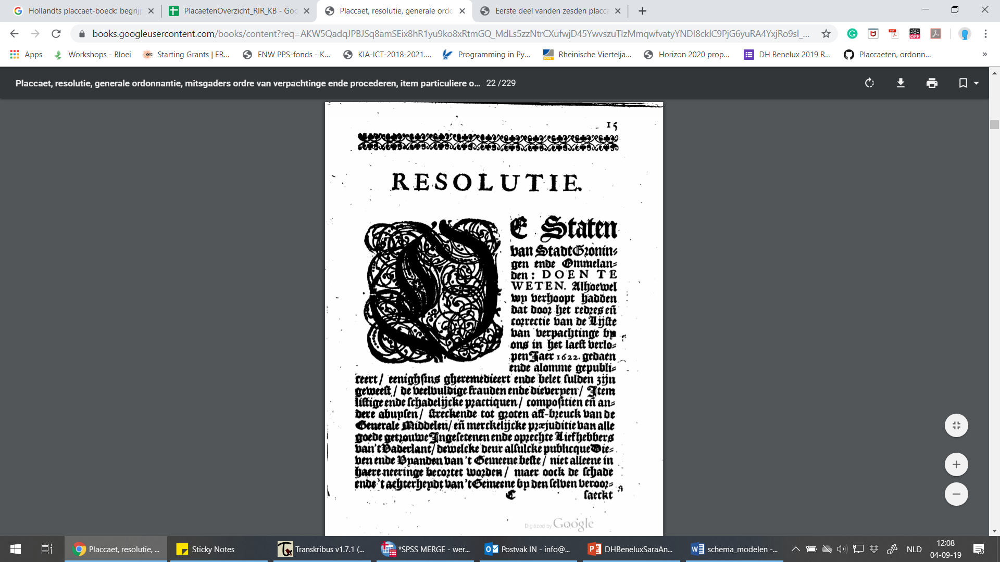 Hollandts placcaet-boeck: begrijp
PlacaetenOverzicht_RIR_KB - Goo
Placcaet, resolutie, generale ordo
Eerste deel vanden zesden placca
books.googleusercontent.com/books/content?req=AKW5QadqJPBJSq8amSEix8hR1yu9ko8xRtmGQ_MdLs5zzNtrCXufwjD45YwvszuTIzMmqwfvatyYNDI8cklC9PjG6yuRA4YxjRo9sl_...
Apps
Workshops - Bloei
Starting Grants | ER...
ENW PPS-fonds - K...
KIA-ICT-2018-2021....
Programming in Py...
Rheinische Viertelja...
Horizon 2020 prop...
DH Benelux 2019 R...
Placcaeten, ordonn...
»
Placcaet, resolutie, generale ordonnantie, mitsgaders ordre van verpachtinge ende procederen, item particuliere o... 22 /229
15
RESOLUTIE.
DE Staten
van Stadt Gronin-
gen ende Ommelan-
den: DOEN TE
WETEN. Alhoewel
wy verhoopt hadden
dat door het redres eñ
correctie van de Lijste
van verpachtinge by
ons in het laest verlo-
pen Jaer 1622. gedaen
ende alomme gepubli-
ceert/ eenighsins gheremedieert ende belet sulden zijn
geweest/ de veelvuldige frauden ende dieveryen/ Item
listige ende schadelijcke practiquen/ compositien eñ an-
dere abuysen/ streckende tot groten aff-breuck van de
Generale Middelen/ eñ merckelijcke præjuditie van alle
goede getrouwe Ingesetenen ende oprechte Liefhebbers
van't Vaderlant/ dewelcke deur alsulcke publicque Die-
ven ende Vyanden van 't Gemeene beste/ niet alleene in
haere neeringe becortet worden/ maer oock de schade
ende 't achterheydt van 't Gemeene by den selven veroor-
C saeckt
Digitized by Google
Placcaet, resolutie, ...
Sticky Notes
Transkribus v1.7.1 (...
*SPSS MERGE - wer...
Postvak IN - info@...
DHBeneluxSaraAn...
schema_modelen -...
NLD
12:08
04-09-19